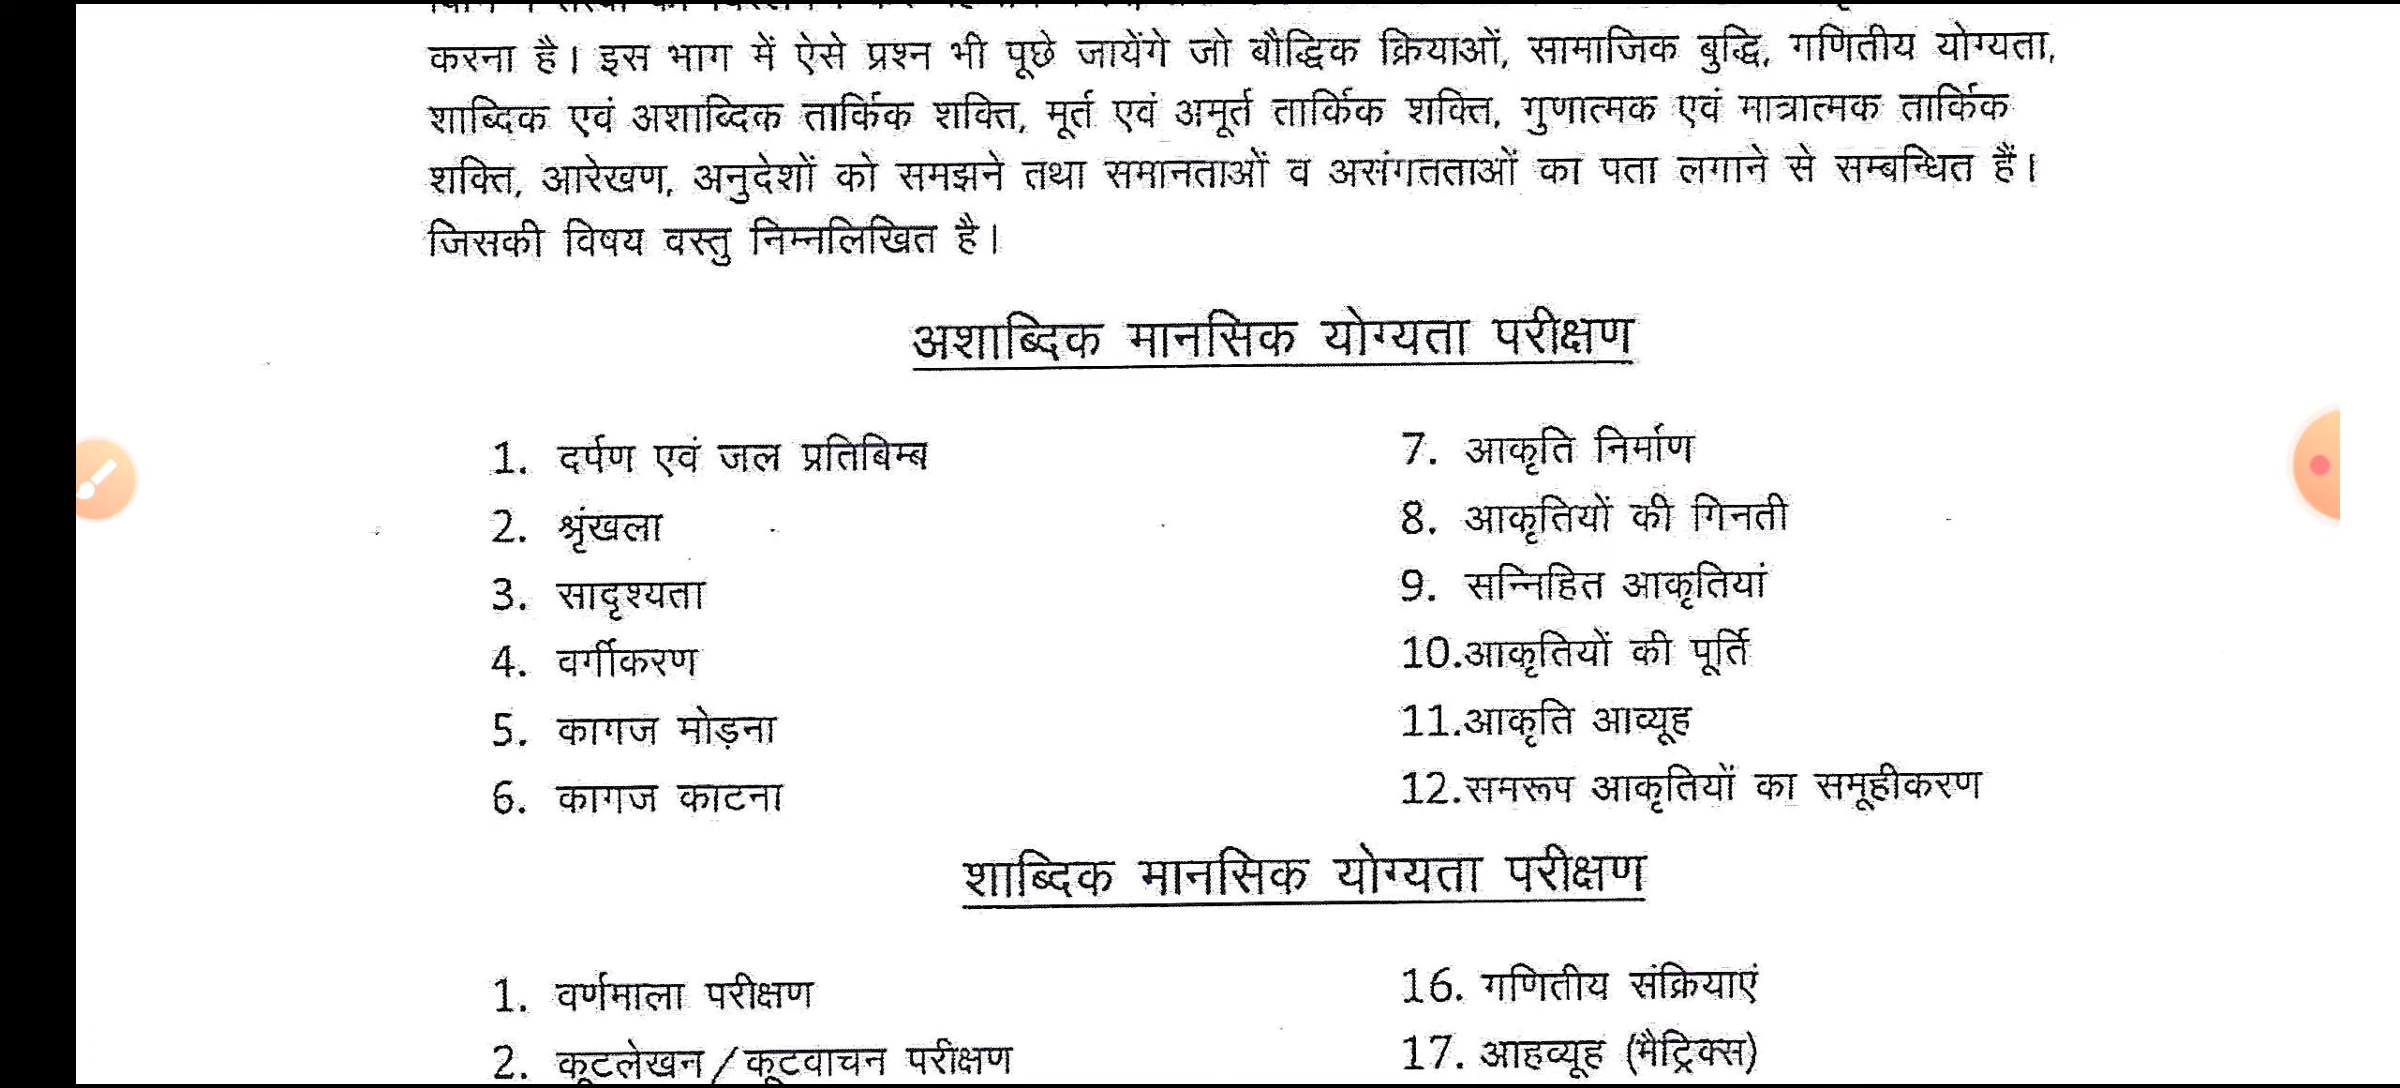 करना है। इस भाग में ऐसे प्रश्न भी पूछे जायेंगे जो बौद्धिक क्रियाओं, सामाजिक बुद्धि, गणितीय योग्यता,
शाब्दिक एवं अशाब्दिक तार्किक शक्ति, मूर्त एवं अमूर्त तार्किक शक्ति, गुणात्मक एवं मात्रात्मक तार्किक
शक्ति, आरेखण, अनुदेशों को समझने तथा समानताओं व असंगतताओं का पता लगाने से सम्बन्धित हैं।
जिसकी विषय वस्तु निम्नलिखित है।
अशाब्दिक मानसिक योग्यता परीक्षण
1. दर्पण एवं जल प्रतिबिम्ब
2. श्रृंखला
3. सादृश्यता
4. वर्गीकरण
5. कागज मोड़ना
6. कागज काटना
7. आकृति निर्माण
8. आकृतियों की गिनती
9. सन्निहित आकृतियां
10.आकृतियों की पूर्ति
11.आकृति आव्यूह
12.समरूप आकृतियों का समूहीकरण
शाब्दिक मानसिक योग्यता परीक्षण
1. वर्णमाला परीक्षण
2. कूटलेखन/कूटवाचन परीक्षण
16. गणितीय संक्रियाएं
17. आहव्यूह (मैट्रिक्स)